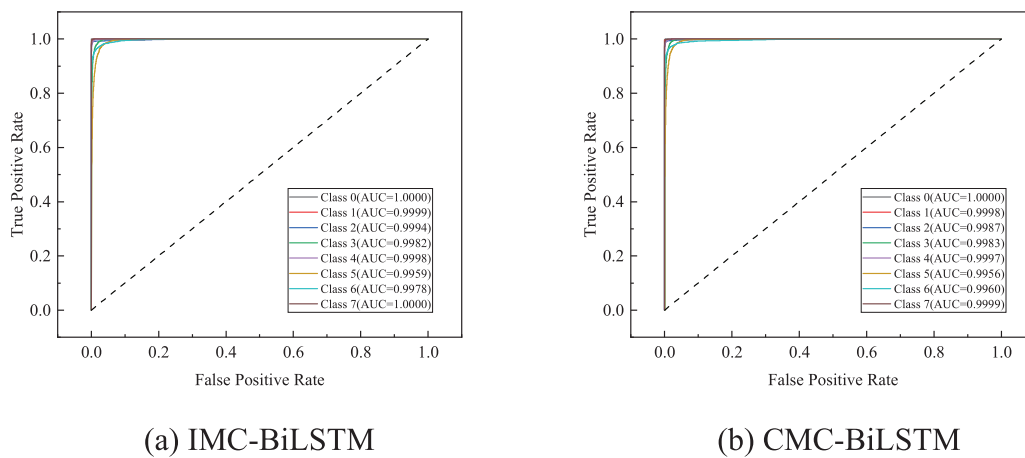 1.0
0.8
0.6
0.4
0.2
0.0
True Positive Rate
Class 0(AUC=1.0000)
Class 1(AUC=0.9999)
Class 2(AUC=0.9994)
Class 3(AUC=0.9982)
Class 4(AUC=0.9998)
Class 5(AUC=0.9959)
Class 6(AUC=0.9978)
Class 7(AUC=1.0000)
0.0 0.2 0.4 0.6 0.8 1.0
False Positive Rate
(a) IMC-BiLSTM
1.0
0.8
0.6
0.4
0.2
0.0
True Positive Rate
Class 0(AUC=1.0000)
Class 1(AUC=0.9998)
Class 2(AUC=0.9987)
Class 3(AUC=0.9983)
Class 4(AUC=0.9997)
Class 5(AUC=0.9956)
Class 6(AUC=0.9960)
Class 7(AUC=0.9999)
0.0 0.2 0.4 0.6 0.8 1.0
False Positive Rate
(b) CMC-BiLSTM